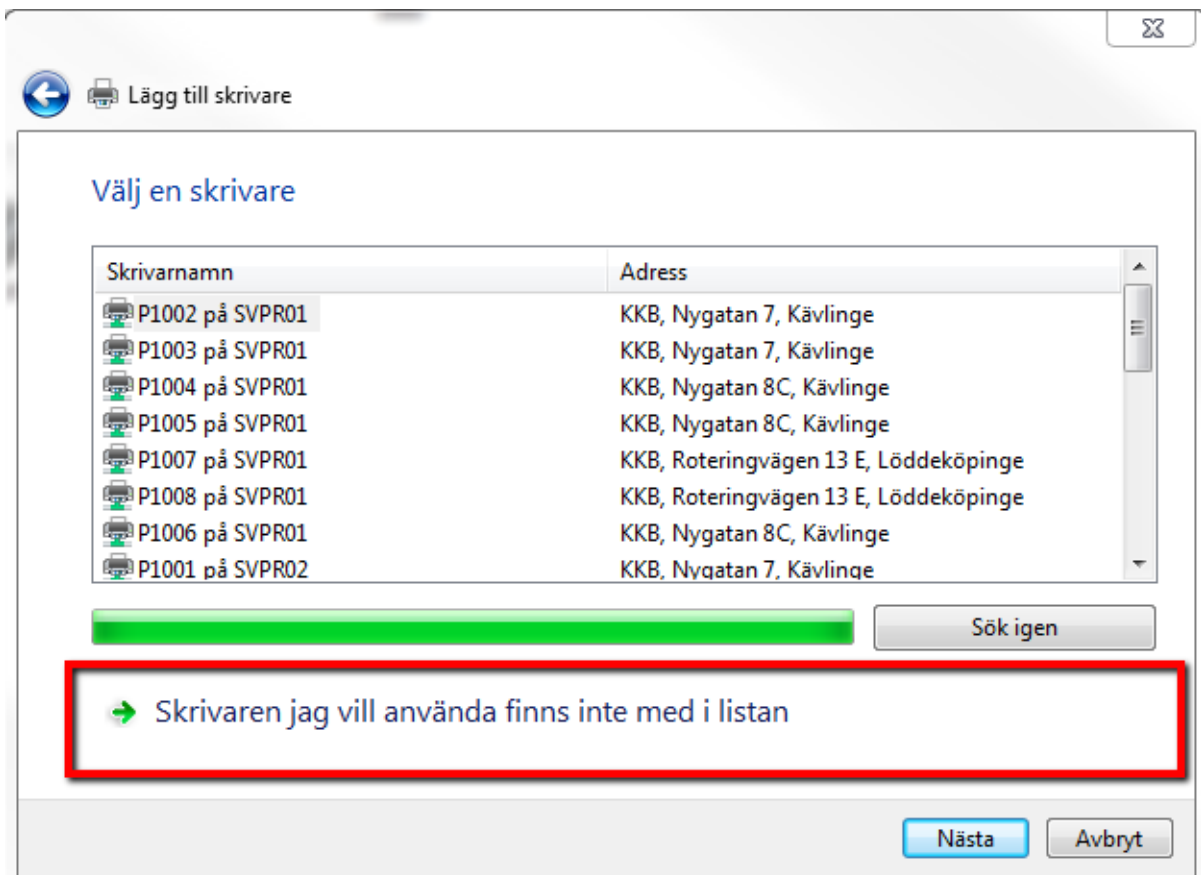 Lägg till skrivare
Välj en skrivare
Skrivarnamn Adress
P1002 på SVPR01 KKB, Nygatan 7, Kävlinge
P1003 på SVPR01 KKB, Nygatan 7, Kävlinge
P1004 på SVPR01 KKB, Nygatan 8C, Kävlinge
P1005 på SVPR01 KKB, Nygatan 8C, Kävlinge
P1007 på SVPR01 KKB, Roteringvägen 13 E, Löddeköpinge
P1008 på SVPR01 KKB, Roteringvägen 13 E, Löddeköpinge
P1006 på SVPR01 KKB, Nygatan 8C, Kävlinge
P1001 på SVPR02 KKB, Nygatan 7, Kävlinge
Sök igen
Skrivaren jag vill använda finns inte med i listan
Nästa Avbryt